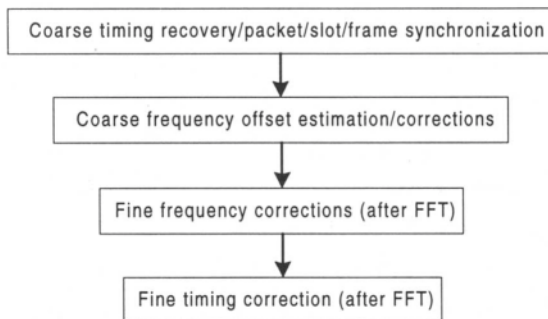 Coarse timing recovery/packet/slot/frame synchronization
Coarse frequency offset estimation/corrections
Fine frequency corrections (after FFT)
Fine timing correction (after FFT)